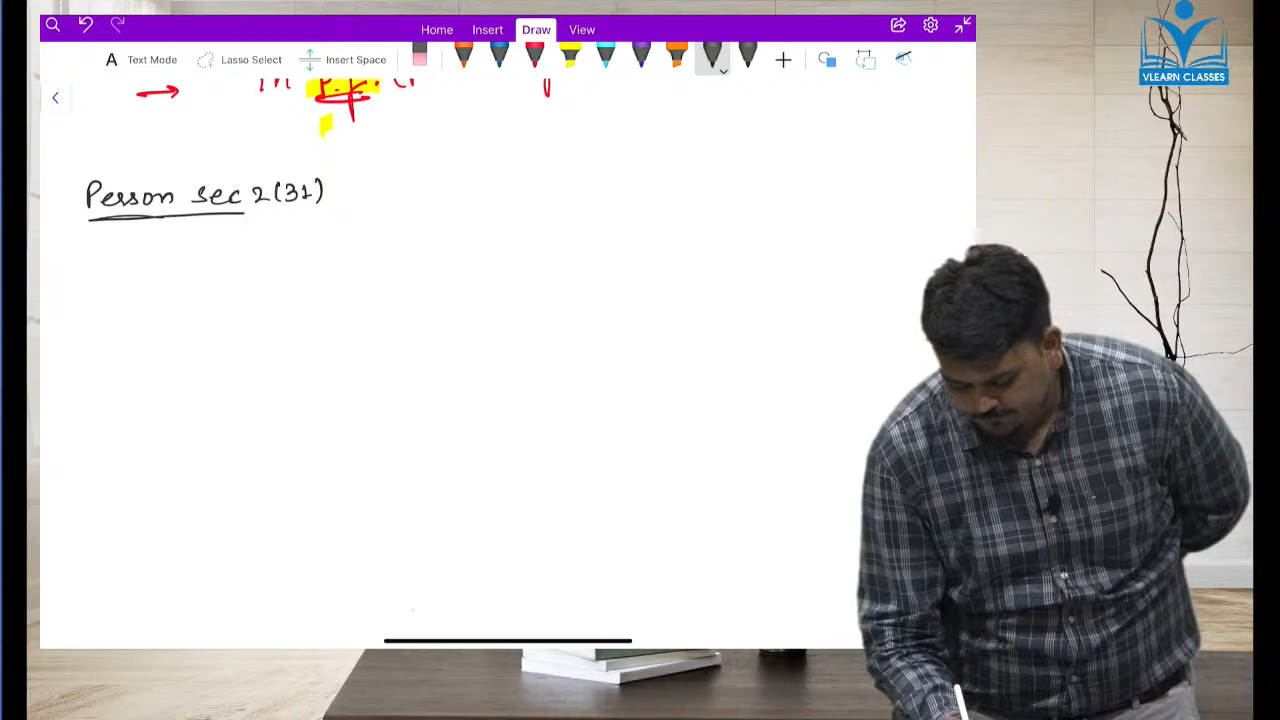 Home Insert Draw View
A Text Mode Lasso Select Insert Space
VLEARN CLASSES
Person sec 2(31)